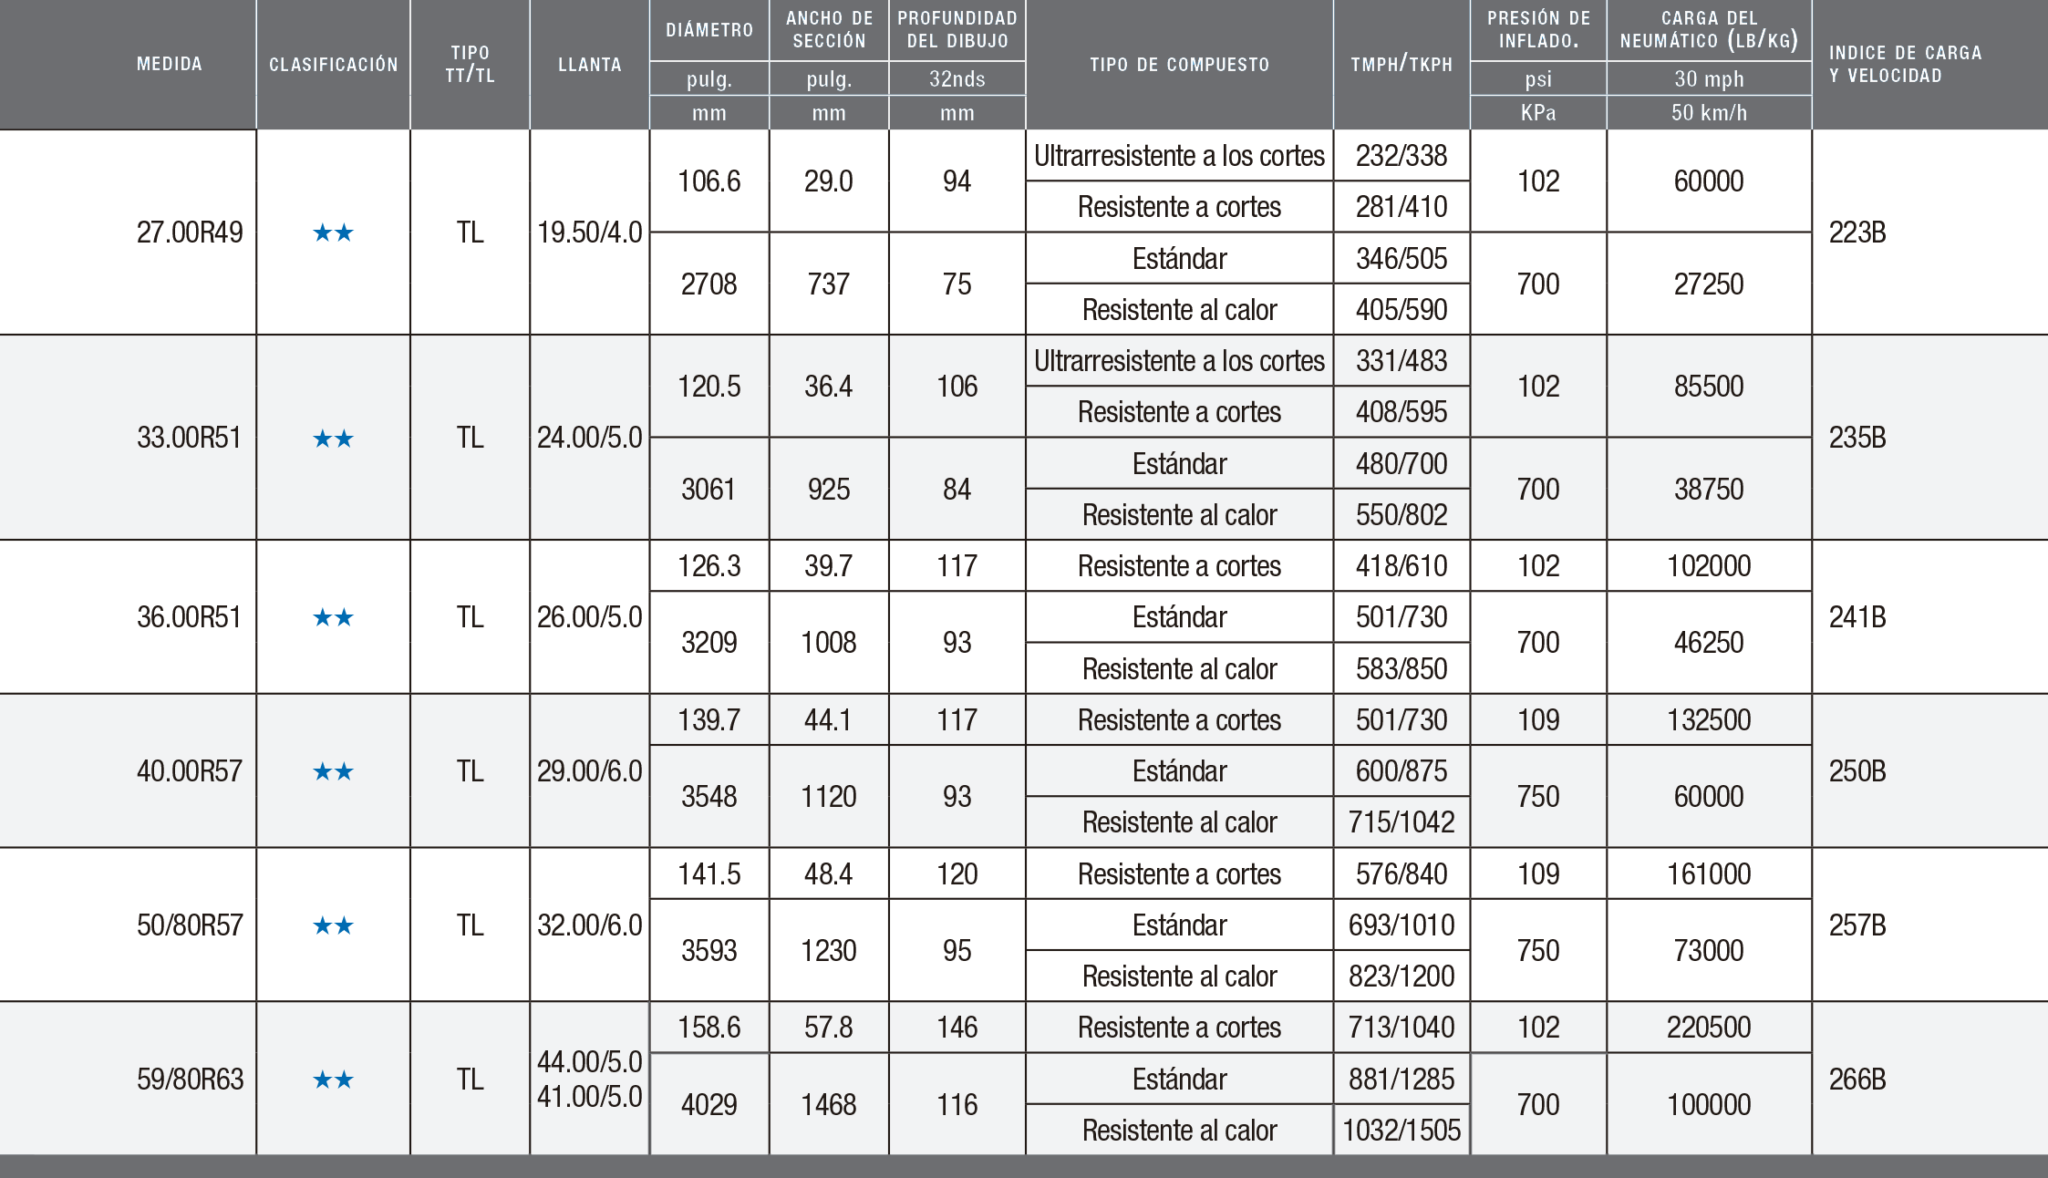 MEDIDA
CLASIFICACIÓN
TIPO
TT/TL
LLANTA
DIÁMETRO
pulg.
mm
ANCHO DE
SECCIÓN
pulg.
mm
PROFUNDIDAD
DEL DIBUJO
32nds
mm
TIPO DE COMPUESTO
TMPH/TKPH
PRESIÓN DE
INFLADO.
psi
KPa
CARGA DEL
NEUMÁTICO (LB/KG)
30 mph
50 km/h
INDICE DE CARGA
Y VELOCIDAD
27.00R49 ★★ TL 19.50/4.0
106.6 29.0 94
2708 737 75
Ultrarresistente a los cortes 232/338
Resistente a cortes 281/410
Estándar 346/505
Resistente al calor 405/590
102 60000
700 27250
223B
33.00R51 ★★ TL 24.00/5.0
120.5 36.4 106
3061 925 84
Ultrarresistente a los cortes 331/483
Resistente a cortes 408/595
Estándar 480/700
Resistente al calor 550/802
102 85500
700 38750
235B
36.00R51 ★★ TL 26.00/5.0
126.3 39.7 117
3209 1008 93
Resistente a cortes 418/610
Estándar 501/730
Resistente al calor 583/850
102 102000
700 46250
241B
40.00R57 ★★ TL 29.00/6.0
139.7 44.1 117
3548 1120 93
Resistente a cortes 501/730
Estándar 600/875
Resistente al calor 715/1042
109 132500
750 60000
250B
50/80R57 ★★ TL 32.00/6.0
141.5 48.4 120
3593 1230 95
Resistente a cortes 576/840
Estándar 693/1010
Resistente al calor 823/1200
109 161000
750 73000
257B
59/80R63 ★★ TL
44.00/5.0
41.00/5.0
158.6 57.8 146
4029 1468 116
Resistente a cortes 713/1040
Estándar 881/1285
Resistente al calor 1032/1505
102 220500
700 100000
266B